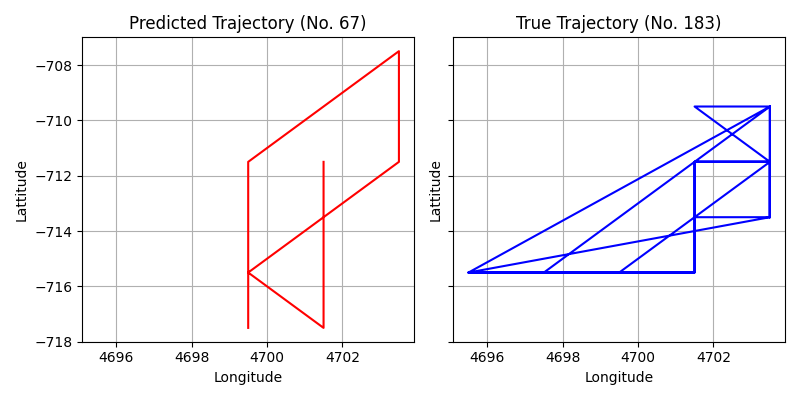 Predicted Trajectory (No. 67)
True Trajectory (No. 183)
Lattitude
−708
−710
−712
−714
−716
−718
4696
4698
4700
4702
Longitude
Lattitude
4696
4698
4700
4702
Longitude